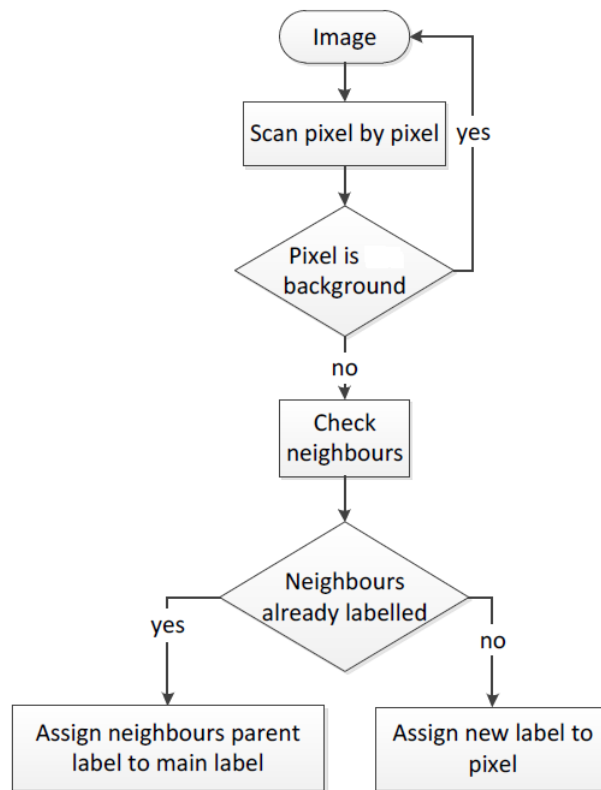 Image
Scan pixel by pixel
yes
Pixel is
background
no
Check
neighbours
Neighbours
already labelled
yes
no
Assign neighbours parent
label to main label
Assign new label to
pixel